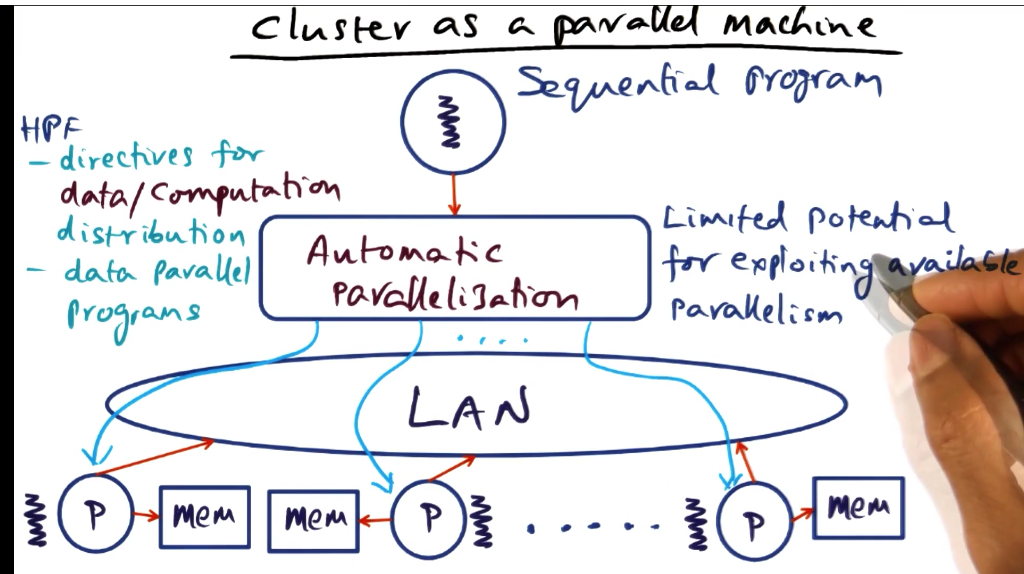 Cluster as a parallel machine
Sequential Program
HPF
- directives for
data/Computation
distribution
- data parallel
programs
Automatic
parallelization
Limited potential
for exploiting available
parallelism
....
LAN
P
Mem
Mem
P
......
P
Mem